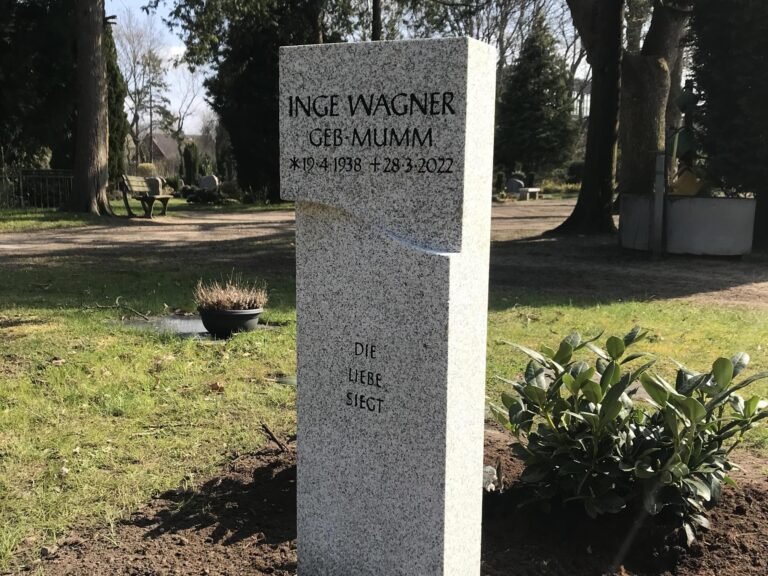 INGE WAGNER
GEB·MUMM
*19·4·1938 +28·3·2022
DIE
LIEBE
SIEGT